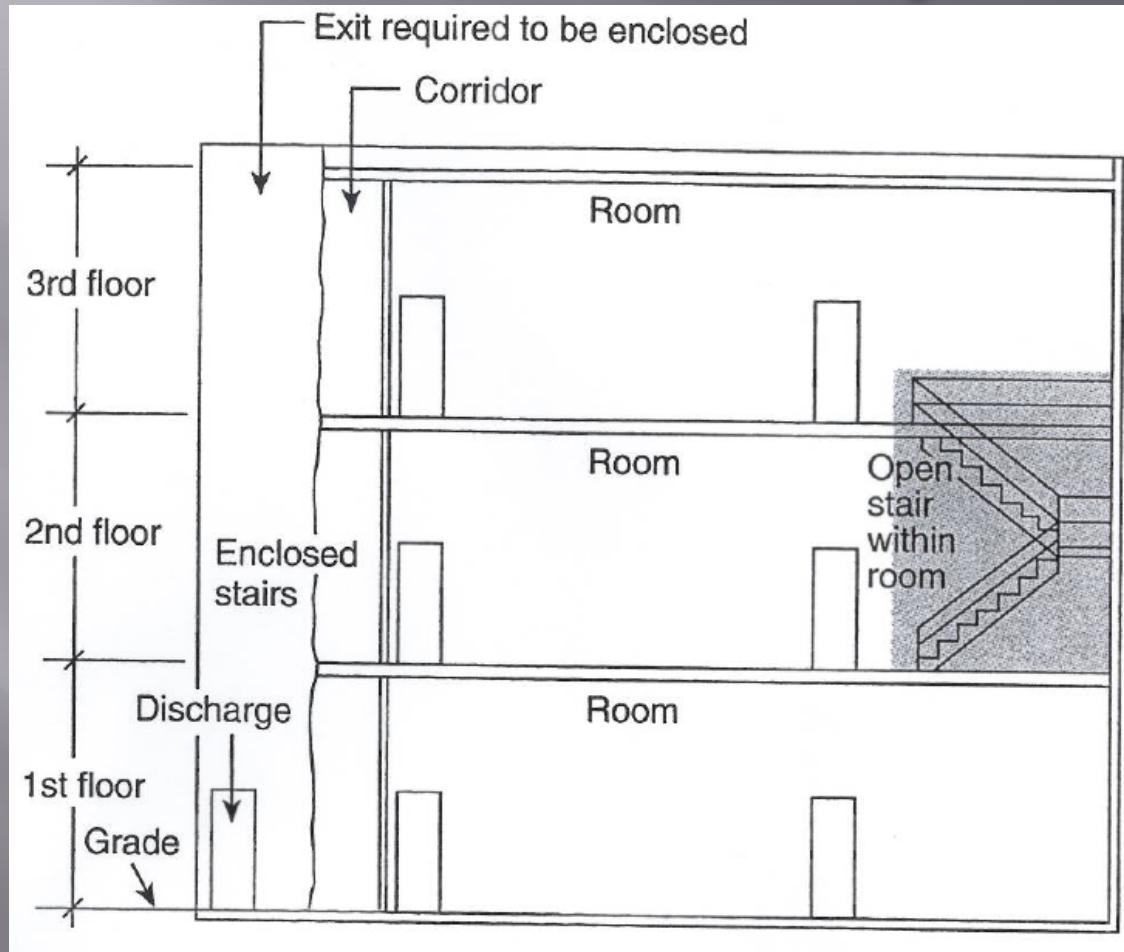 Exit required to be enclosed
Corridor
Room
3rd floor
Room
Open
stair
within
room
2nd floor
Enclosed
stairs
Discharge
Room
1st floor
Grade